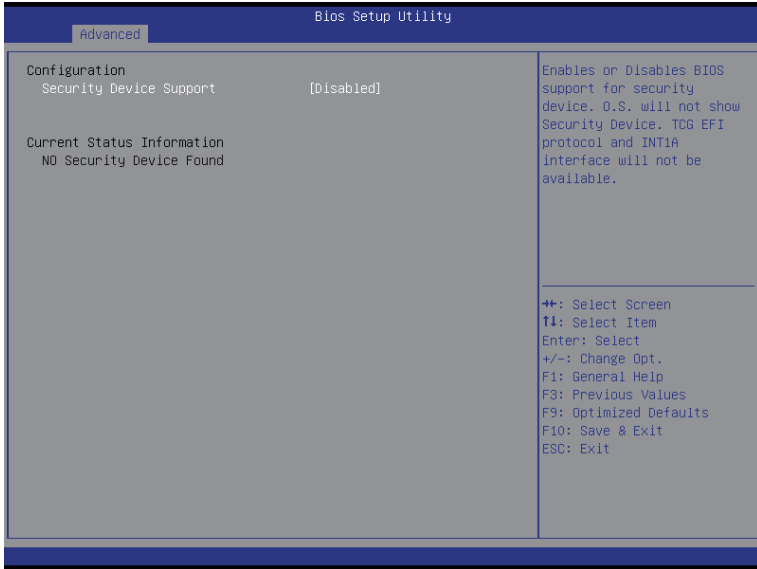 Bios Setup Utility
Advanced
Configuration
Security Device Support [Disabled]
Current Status Information
NO Security Device Found
Enables or Disables BIOS
support for security
device. O.S. will not show
Security Device. TCG EFI
protocol and INT1A
interface will not be
available.
→←: Select Screen
↑↓: Select Item
Enter: Select
+/-: Change Opt.
F1: General Help
F3: Previous Values
F9: Optimized Defaults
F10: Save & Exit
ESC: Exit